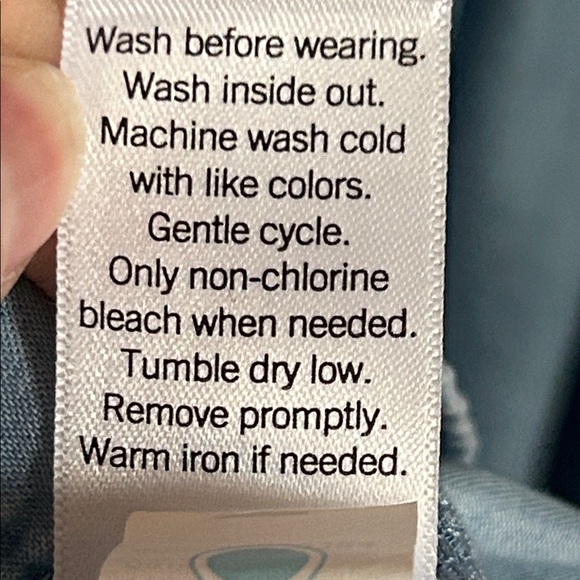 Wash before wearing.
Wash inside out.
Machine wash cold
with like colors.
Gentle cycle.
Only non-chlorine
bleach when needed.
Tumble dry low.
Remove promptly.
Warm iron if needed.